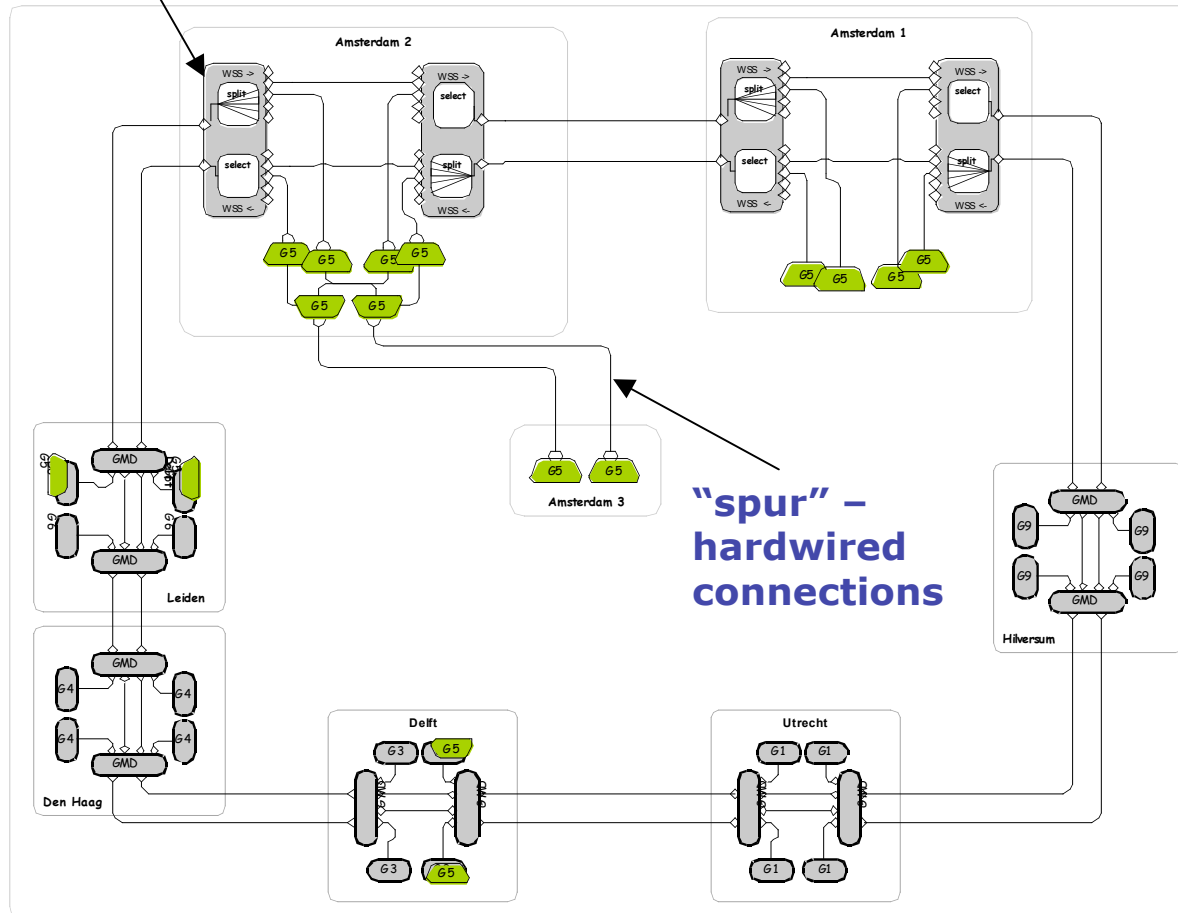 Amsterdam 2
Amsterdam 1
WSS ->
split
select
WSS <-
WSS ->
select
split
WSS <-
WSS ->
split
select
WSS <-
WSS ->
select
split
WSS <-
G5
G5
G5
G5
G5
G5
G5
G5
G5
G5
G5
G5
Amsterdam 3
“spur” –
hardwired
connections
GMD
G5
G6
G6
GMD
Leiden
GMD
G4
G4
G4
G4
GMD
Den Haag
Delft
G3
G5
G3
G5
Utrecht
G1
G1
G1
G1
GMD
G9
G9
G9
G9
GMD
Hilversum